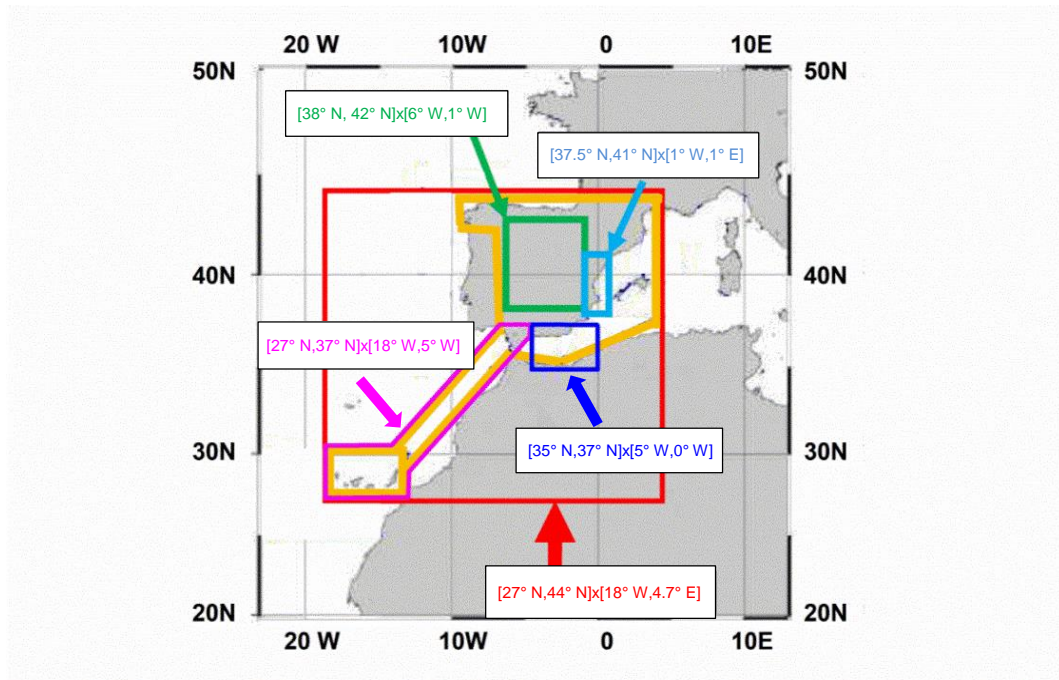 20 W 10W 0 10E
50N 50N
[38° N, 42° N]x[6° W,1° W]
[37.5° N,41° N]x[1° W,1° E]
40N 40N
[27° N,37° N]x[18° W,5° W]
[35° N,37° N]x[5° W,0° W]
30N 30N
[27° N,44° N]x[18° W,4.7° E]
20N 20N
20 W 10W 0 10E